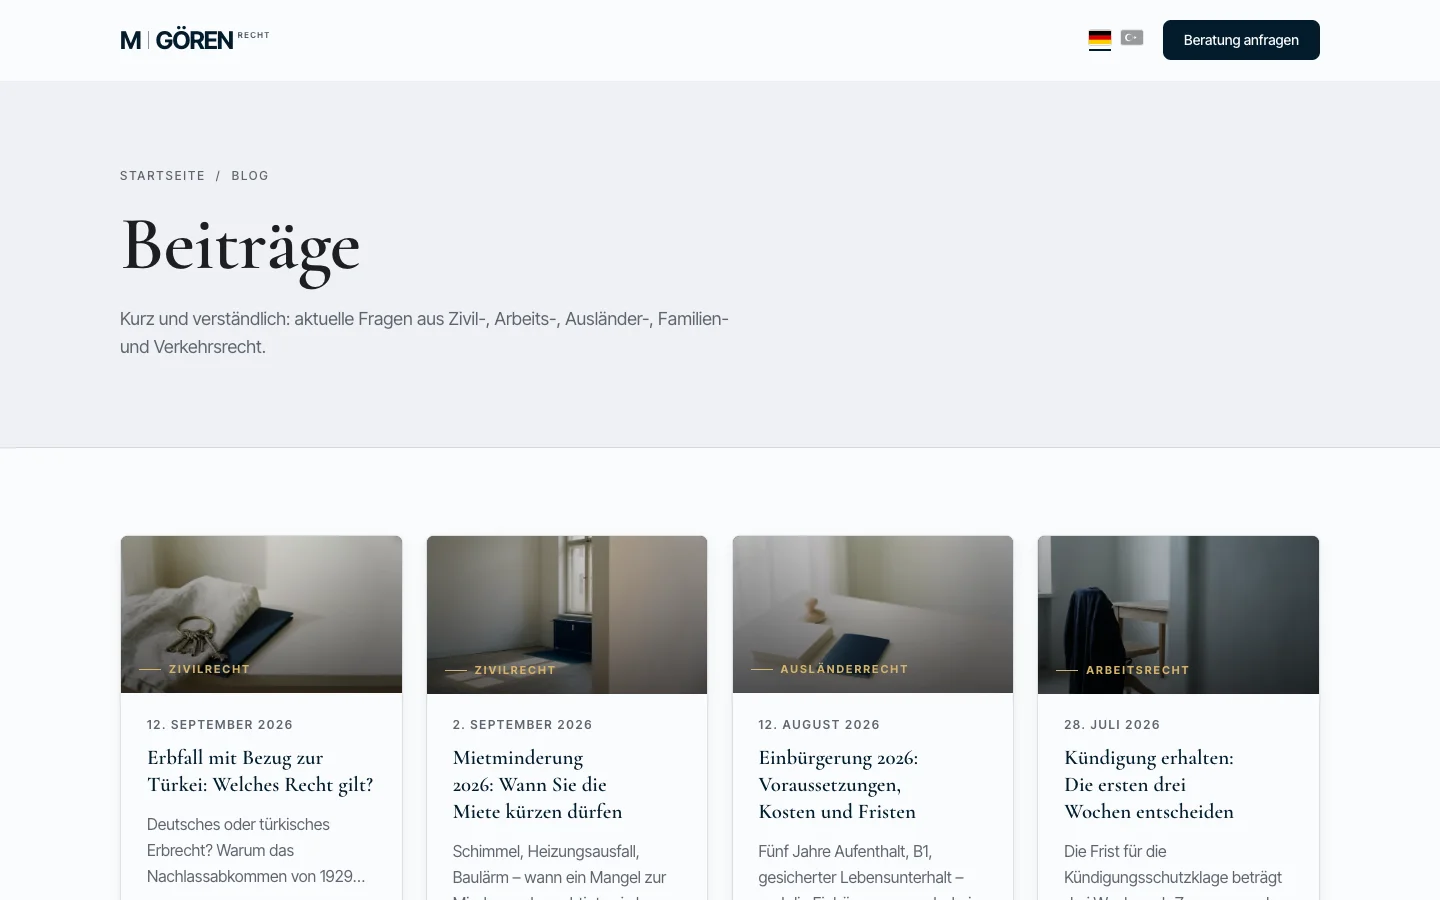 M | GÖREN RECHT
Beratung anfragen
STARTSEITE / BLOG
Beiträge
Kurz und verständlich: aktuelle Fragen aus Zivil-, Arbeits-, Ausländer-, Familien-
und Verkehrsrecht.
ZIVILRECHT
12. SEPTEMBER 2026
Erbfall mit Bezug zur
Türkei: Welches Recht gilt?
Deutsches oder türkisches
Erbrecht? Warum das
Nachlassabkommen von 1929…
ZIVILRECHT
2. SEPTEMBER 2026
Mietminderung
2026: Wann Sie die
Miete kürzen dürfen
Schimmel, Heizungsausfall,
Baulärm – wann ein Mangel zur
AUSLÄNDERRECHT
12. AUGUST 2026
Einbürgerung 2026:
Voraussetzungen,
Kosten und Fristen
Fünf Jahre Aufenthalt, B1,
gesicherter Lebensunterhalt –
ARBEITSRECHT
28. JULI 2026
Kündigung erhalten:
Die ersten drei
Wochen entscheiden
Die Frist für die
Kündigungsschutzklage beträgt